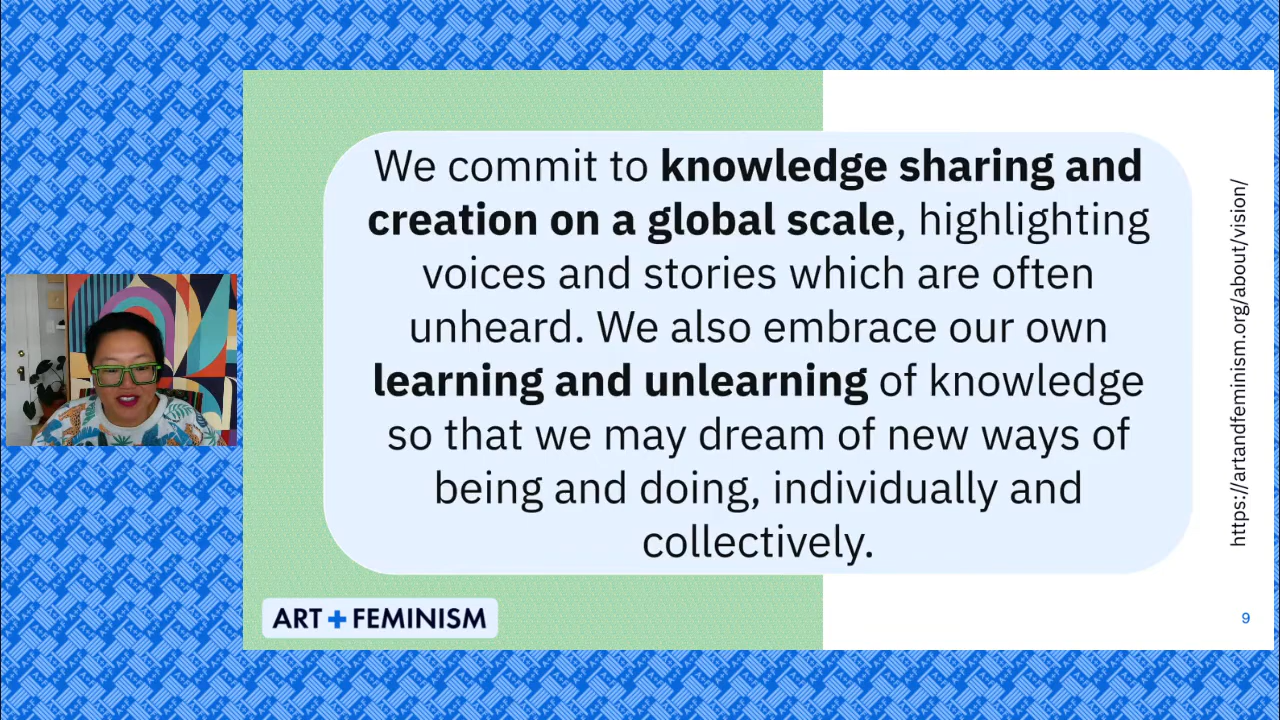 We commit to knowledge sharing and
creation on a global scale, highlighting
voices and stories which are often
unheard. We also embrace our own
learning and unlearning of knowledge
so that we may dream of new ways of
being and doing, individually and
collectively.
https://artandfeminism.org/about/vision/
ART+FEMINISM
9